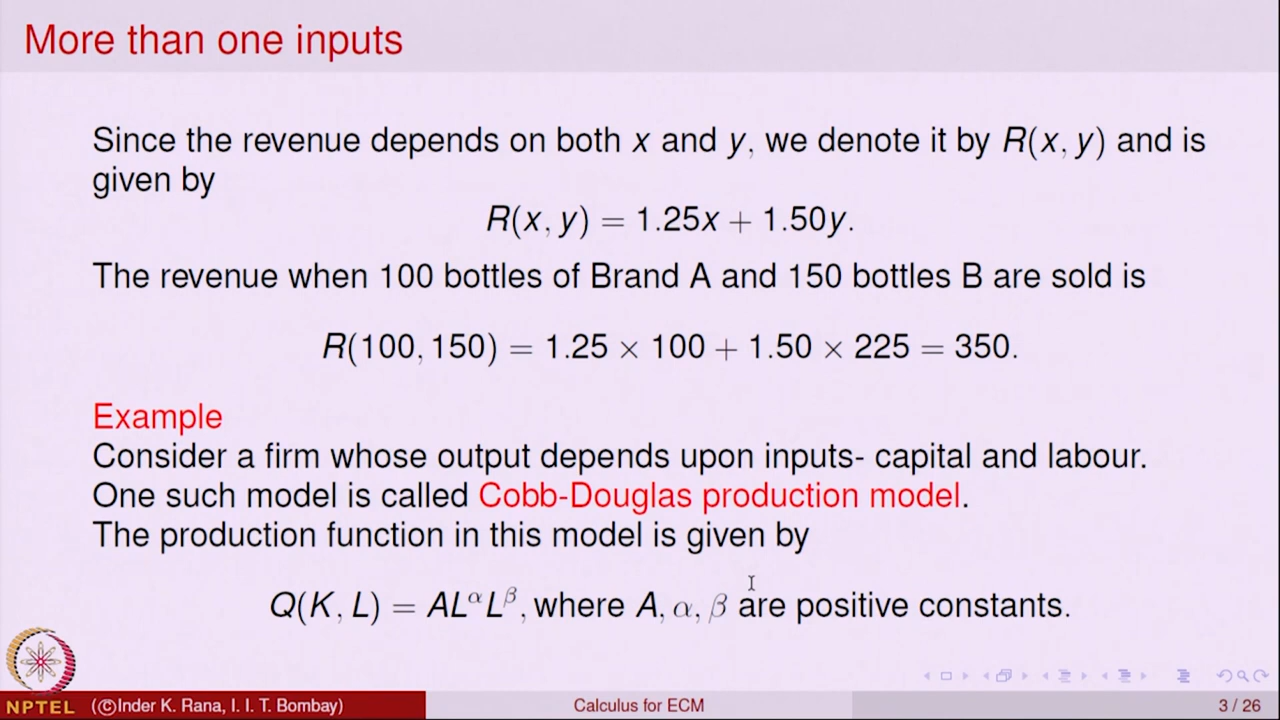 More than one inputs
Since the revenue depends on both x and y, we denote it by R(x, y) and is
given by
R(x, y) = 1.25x + 1.50y.
The revenue when 100 bottles of Brand A and 150 bottles B are sold is
R(100, 150) = 1.25 × 100 + 1.50 × 225 = 350.
Example
Consider a firm whose output depends upon inputs- capital and labour.
One such model is called Cobb-Douglas production model.
The production function in this model is given by
Q(K, L) = AL^α L^β, where A, α, β are positive constants.
NPTEL (©Inder K. Rana, I. I. T. Bombay) Calculus for ECM 3 / 26